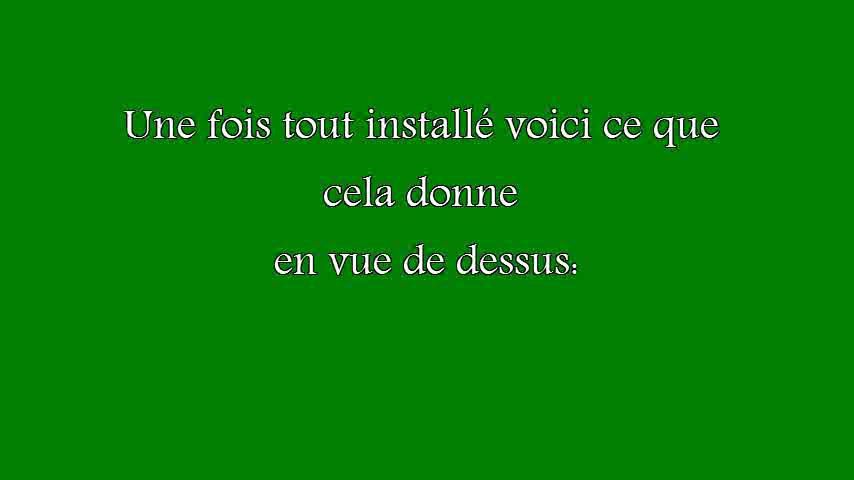 Une fois tout installé voici ce que
cela donne
en vue de dessus: